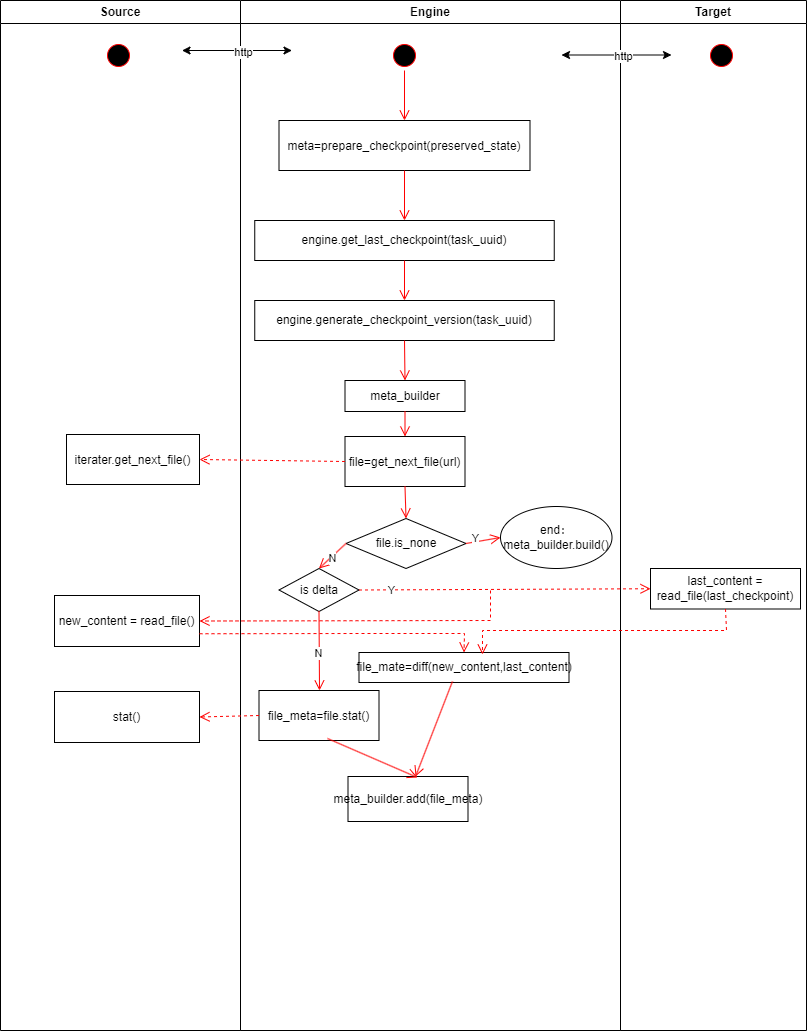 Source
Engine
Target
http
http
meta=prepare_checkpoint(preserved_state)
engine.get_last_checkpoint(task_uuid)
engine.generate_checkpoint_version(task_uuid)
meta_builder
iterater.get_next_file()
file=get_next_file(url)
file.is_none
Y
end:
meta_builder.build()
N
is delta
Y
last_content =
read_file(last_checkpoint)
new_content = read_file()
N
file_mate=diff(new_content,last_content)
stat()
file_meta=file.stat()
meta_builder.add(file_meta)